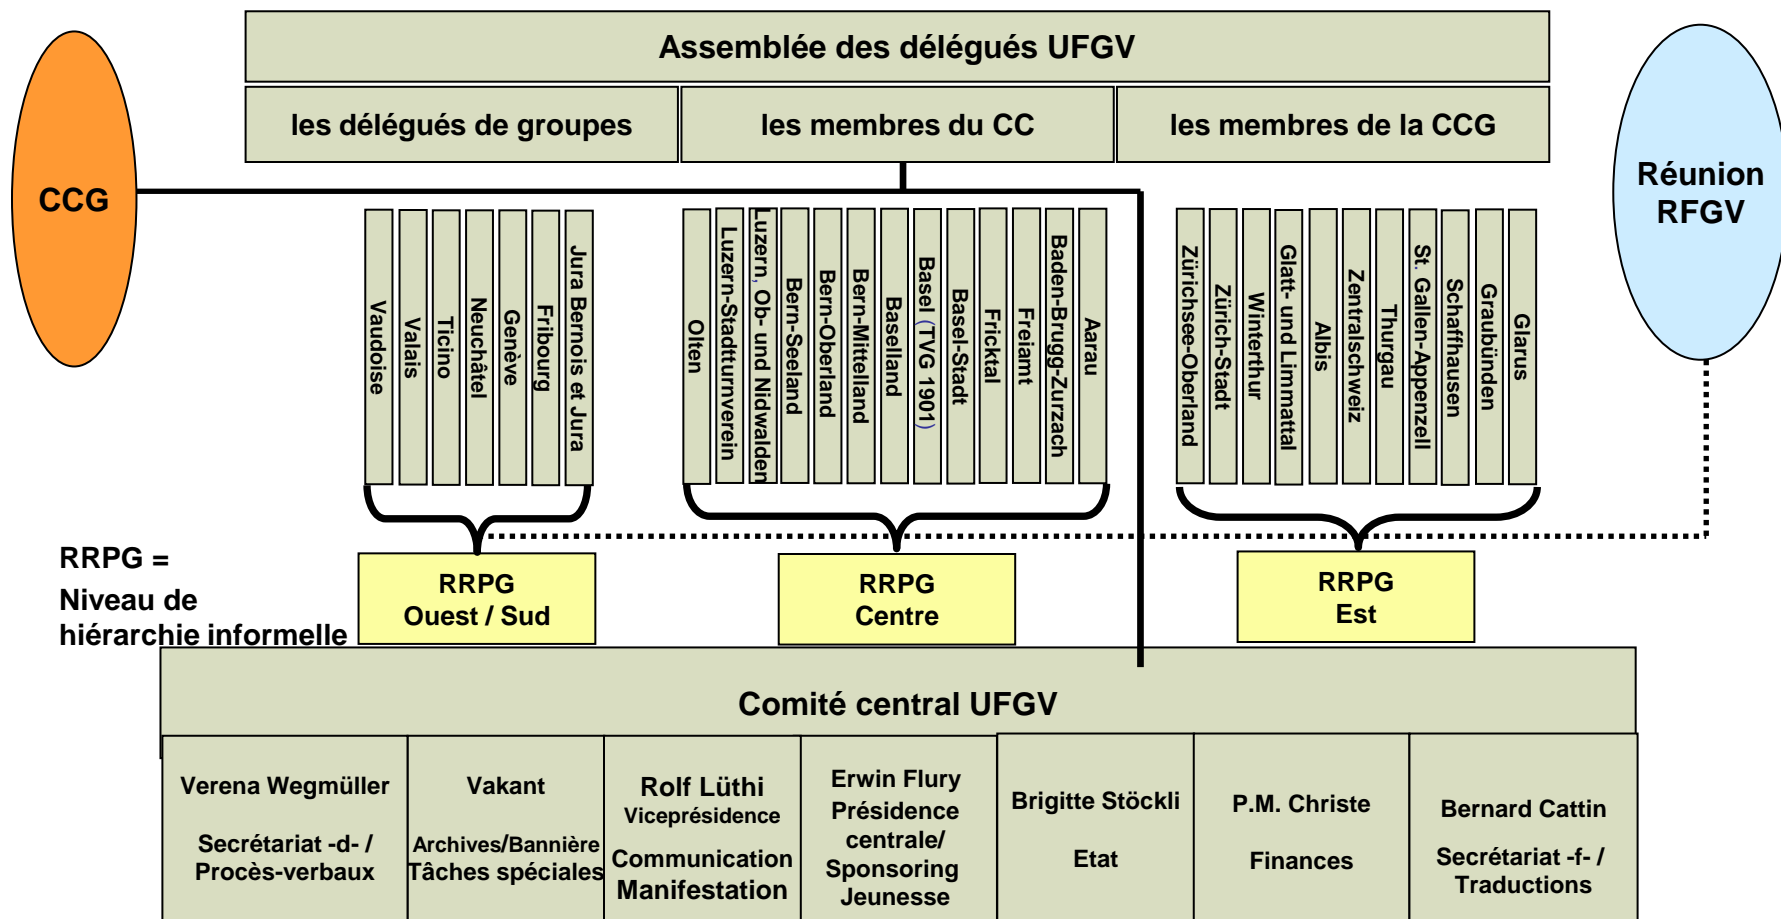 Assemblée des délégués UFGV
les délégués de groupes
les membres du CC
les membres de la CCG
CCG
Réunion
RFGV
Vaudoise
Valais
Ticino
Neuchâtel
Genève
Fribourg
Jura Bernois et Jura
Olten
Luzern-Stadtturnverein
Luzern, Ob- und Nidwalden
Bern-Seeland
Bern-Oberland
Bern-Mittelland
Baselland
Basel (TVG 1901)
Basel-Stadt
Fricktal
Freiamt
Baden-Brugg-Zurzach
Aarau
Zürichsee-Oberland
Zürich-Stadt
Winterthur
Glatt- und Limmattal
Albis
Zentralschweiz
Thurgau
St. Gallen-Appenzell
Schaffhausen
Graubünden
Glarus
RRPG =
Niveau de
hiérarchie informelle
RRPG
Ouest / Sud
RRPG
Centre
RRPG
Est
Comité central UFGV
Verena Wegmüller
Secrétariat -d- /
Procès-verbaux
Vakant
Archives/Bannière
Tâches spéciales
Rolf Lüthi
Viceprésidence
Communication
Manifestation
Erwin Flury
Présidence
centrale/
Sponsoring
Jeunesse
Brigitte Stöckli
Etat
P.M. Christe
Finances
Bernard Cattin
Secrétariat -f- /
Traductions